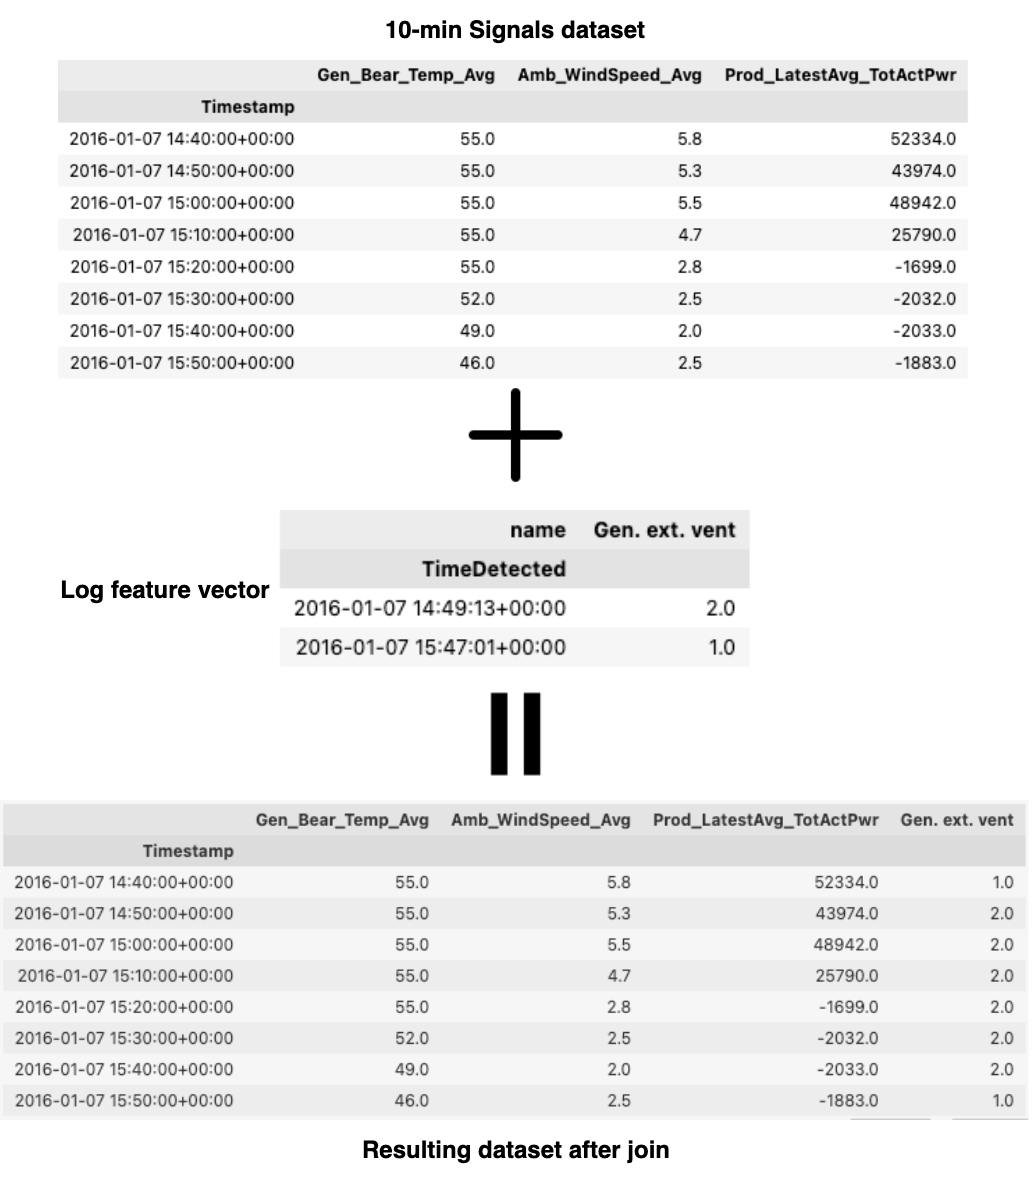 10-min Signals dataset
Gen_Bear_Temp_Avg Amb_WindSpeed_Avg Prod_LatestAvg_TotActPwr
Timestamp
2016-01-07 14:40:00+00:00 55.0 5.8 52334.0
2016-01-07 14:50:00+00:00 55.0 5.3 43974.0
2016-01-07 15:00:00+00:00 55.0 5.5 48942.0
2016-01-07 15:10:00+00:00 55.0 4.7 25790.0
2016-01-07 15:20:00+00:00 55.0 2.8 -1699.0
2016-01-07 15:30:00+00:00 52.0 2.5 -2032.0
2016-01-07 15:40:00+00:00 49.0 2.0 -2033.0
2016-01-07 15:50:00+00:00 46.0 2.5 -1883.0
name Gen. ext. vent
TimeDetected
Log feature vector
2016-01-07 14:49:13+00:00 2.0
2016-01-07 15:47:01+00:00 1.0
Gen_Bear_Temp_Avg Amb_WindSpeed_Avg Prod_LatestAvg_TotActPwr Gen. ext. vent
Timestamp
2016-01-07 14:40:00+00:00 55.0 5.8 52334.0 1.0
2016-01-07 14:50:00+00:00 55.0 5.3 43974.0 2.0
2016-01-07 15:00:00+00:00 55.0 5.5 48942.0 2.0
2016-01-07 15:10:00+00:00 55.0 4.7 25790.0 2.0
2016-01-07 15:20:00+00:00 55.0 2.8 -1699.0 2.0
2016-01-07 15:30:00+00:00 52.0 2.5 -2032.0 2.0
2016-01-07 15:40:00+00:00 49.0 2.0 -2033.0 2.0
2016-01-07 15:50:00+00:00 46.0 2.5 -1883.0 1.0
Resulting dataset after join